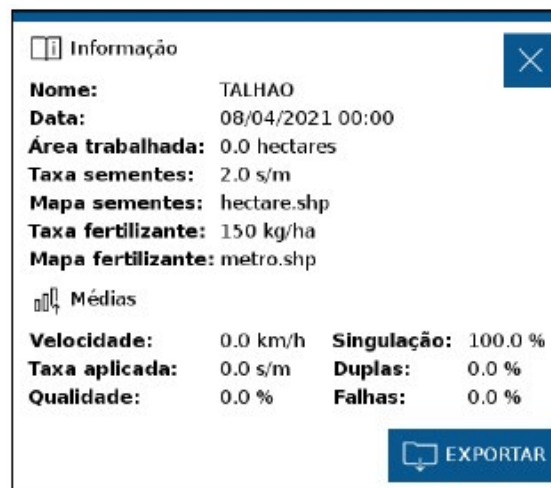 Informação
Nome: TALHAO
Data: 08/04/2021 00:00
Área trabalhada: 0.0 hectares
Taxa sementes: 2.0 s/m
Mapa sementes: hectare.shp
Taxa fertilizante: 150 kg/ha
Mapa fertilizante: metro.shp
Médias
Velocidade: 0.0 km/h Singulação: 100.0 %
Taxa aplicada: 0.0 s/m Duplas: 0.0 %
Qualidade: 0.0 % Falhas: 0.0 %
EXPORTAR